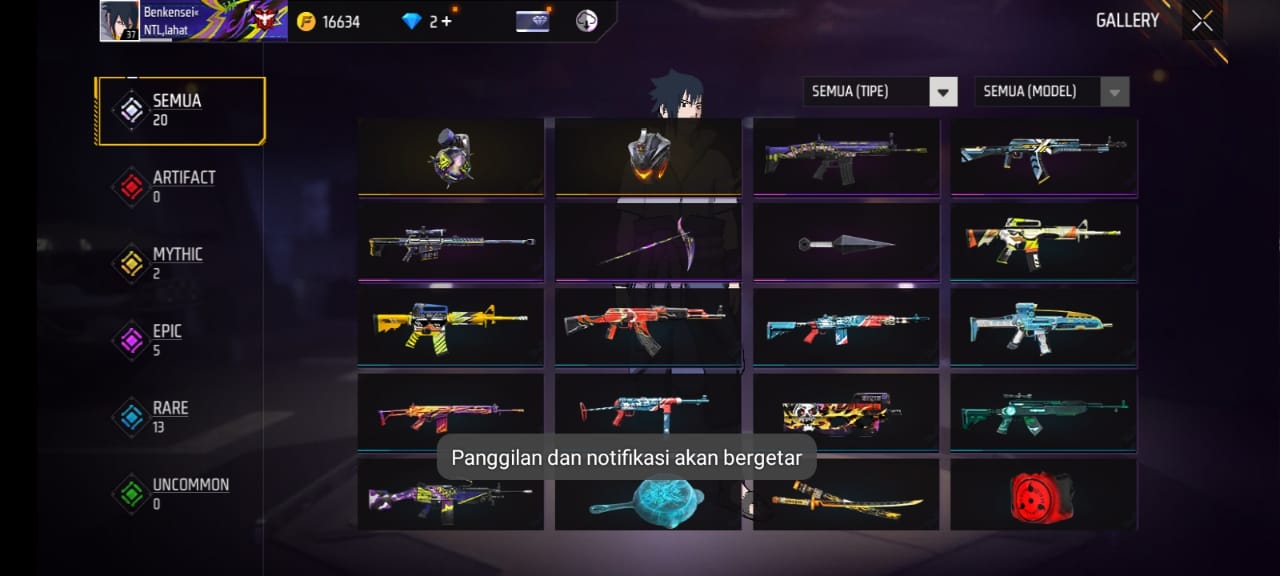 Benkensei
NTL,lahat
37
16634
2+
GALLERY
SEMUA
20
SEMUA (TIPE)
SEMUA (MODEL)
ARTIFACT
0
MYTHIC
2
EPIC
5
RARE
13
UNCOMMON
0
Panggilan dan notifikasi akan bergetar